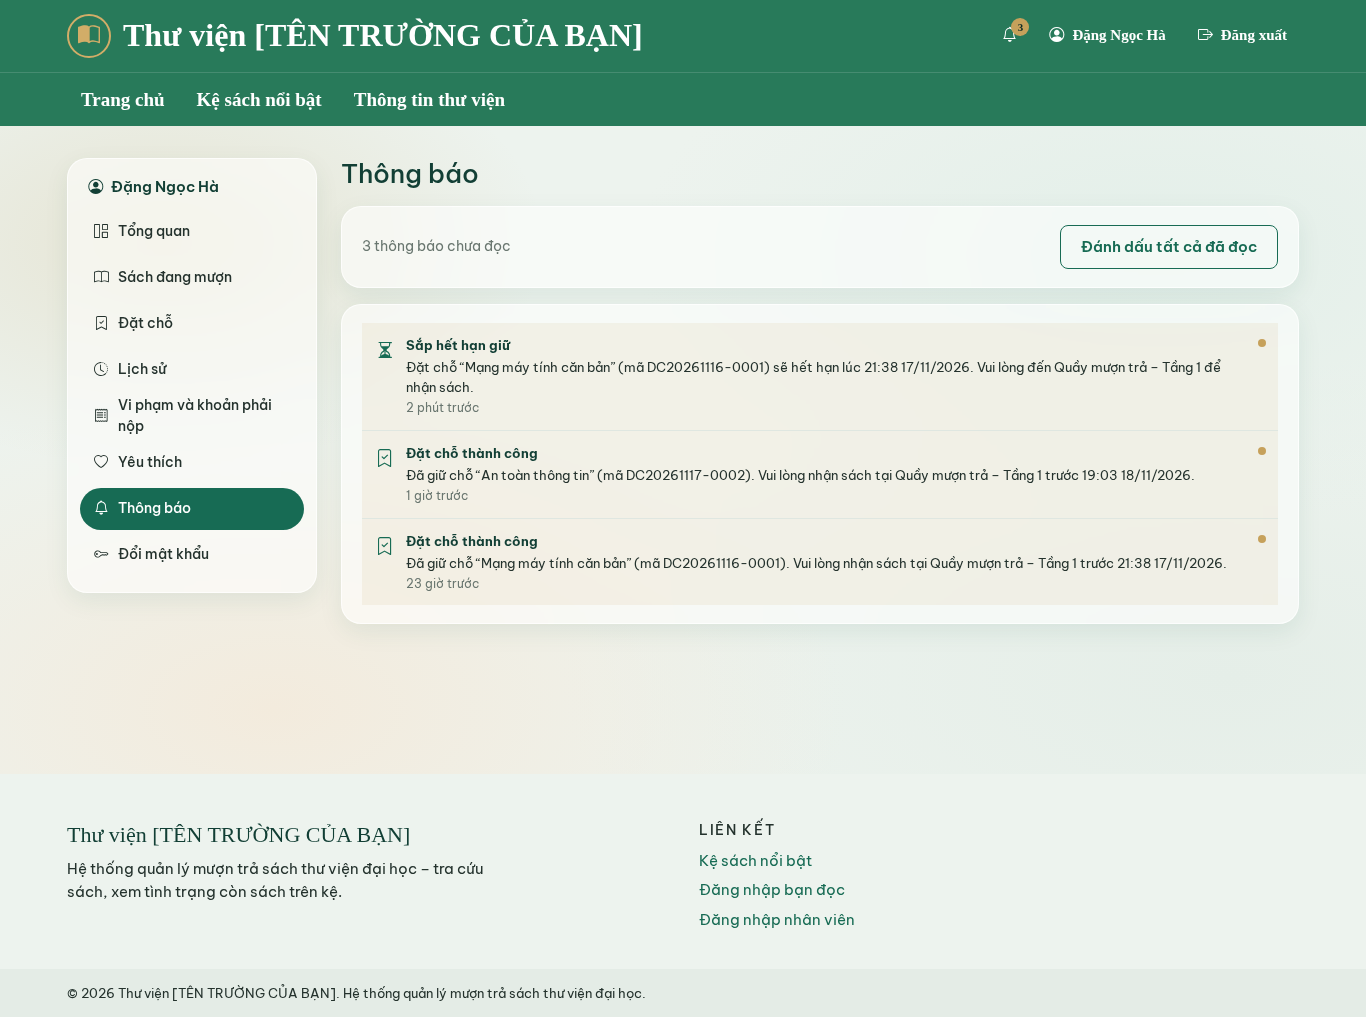 Thư viện [TÊN TRƯỜNG CỦA BẠN]
3
Đặng Ngọc Hà
Đăng xuất
Trang chủ
Kệ sách nổi bật
Thông tin thư viện
Đặng Ngọc Hà
Tổng quan
Sách đang mượn
Đặt chỗ
Lịch sử
Vi phạm và khoản phải
nộp
Yêu thích
Thông báo
Đổi mật khẩu
Thông báo
3 thông báo chưa đọc
Đánh dấu tất cả đã đọc
Sắp hết hạn giữ
Đặt chỗ “Mạng máy tính căn bản” (mã DC20261116-0001) sẽ hết hạn lúc 21:38 17/11/2026. Vui lòng đến Quầy mượn trả – Tầng 1 để
nhận sách.
2 phút trước
Đặt chỗ thành công
Đã giữ chỗ “An toàn thông tin” (mã DC20261117-0002). Vui lòng nhận sách tại Quầy mượn trả – Tầng 1 trước 19:03 18/11/2026.
1 giờ trước
Đặt chỗ thành công
Đã giữ chỗ “Mạng máy tính căn bản” (mã DC20261116-0001). Vui lòng nhận sách tại Quầy mượn trả – Tầng 1 trước 21:38 17/11/2026.
23 giờ trước
Thư viện [TÊN TRƯỜNG CỦA BẠN]
Hệ thống quản lý mượn trả sách thư viện đại học – tra cứu
sách, xem tình trạng còn sách trên kệ.
LIÊN KẾT
Kệ sách nổi bật
Đăng nhập bạn đọc
Đăng nhập nhân viên
© 2026 Thư viện [TÊN TRƯỜNG CỦA BẠN]. Hệ thống quản lý mượn trả sách thư viện đại học.